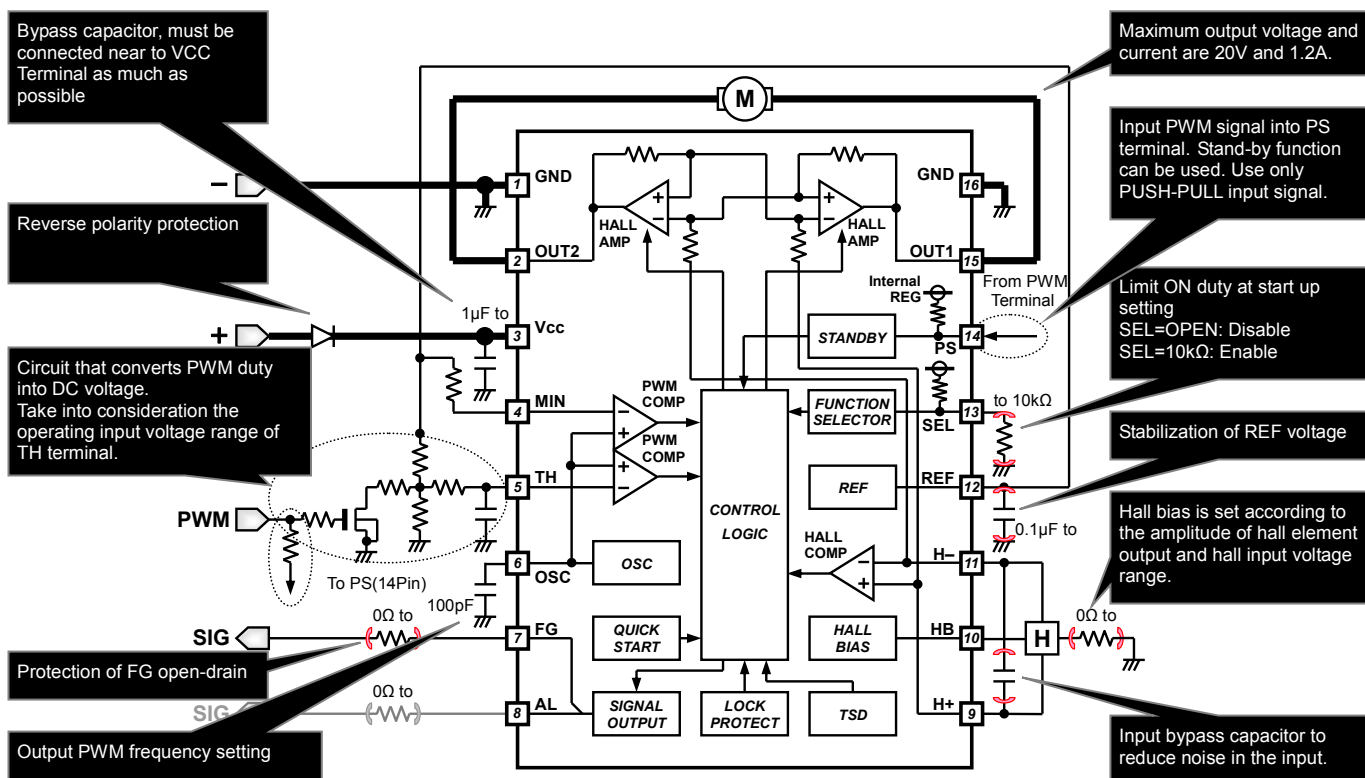 Bypass capacitor, must be
connected near to VCC
Terminal as much as
possible
Maximum output voltage and
current are 20V and 1.2A.
M
Input PWM signal into PS
terminal. Stand-by function
can be used. Use only
PUSH-PULL input signal.
−
1
GND
GND
16
HALL
AMP
HALL
AMP
Reverse polarity protection
2
OUT2
OUT1
15
Internal
REG
From PWM
Terminal
Limit ON duty at start up
setting
SEL=OPEN: Disable
SEL=10kΩ: Enable
1μF to
+
3
Vcc
STANDBY
PS
14
Circuit that converts PWM duty
into DC voltage.
Take into consideration the
operating input voltage range of
TH terminal.
4
MIN
PWM
COMP
PWM
COMP
FUNCTION
SELECTOR
SEL
13
to 10kΩ
Stabilization of REF voltage
5
TH
REF
REF
12
0.1μF to
PWM
CONTROL
LOGIC
HALL
COMP
Hall bias is set according to
the amplitude of hall element
output and hall input voltage
range.
To PS(14Pin)
6
OSC
OSC
H−
11
100pF
0Ω to
SIG
7
FG
QUICK
START
HALL
BIAS
HB
10
H
0Ω to
Protection of FG open-drain
0Ω to
SIG
8
AL
SIGNAL
OUTPUT
LOCK
PROTECT
TSD
H+
9
Output PWM frequency setting
Input bypass capacitor to
reduce noise in the input.